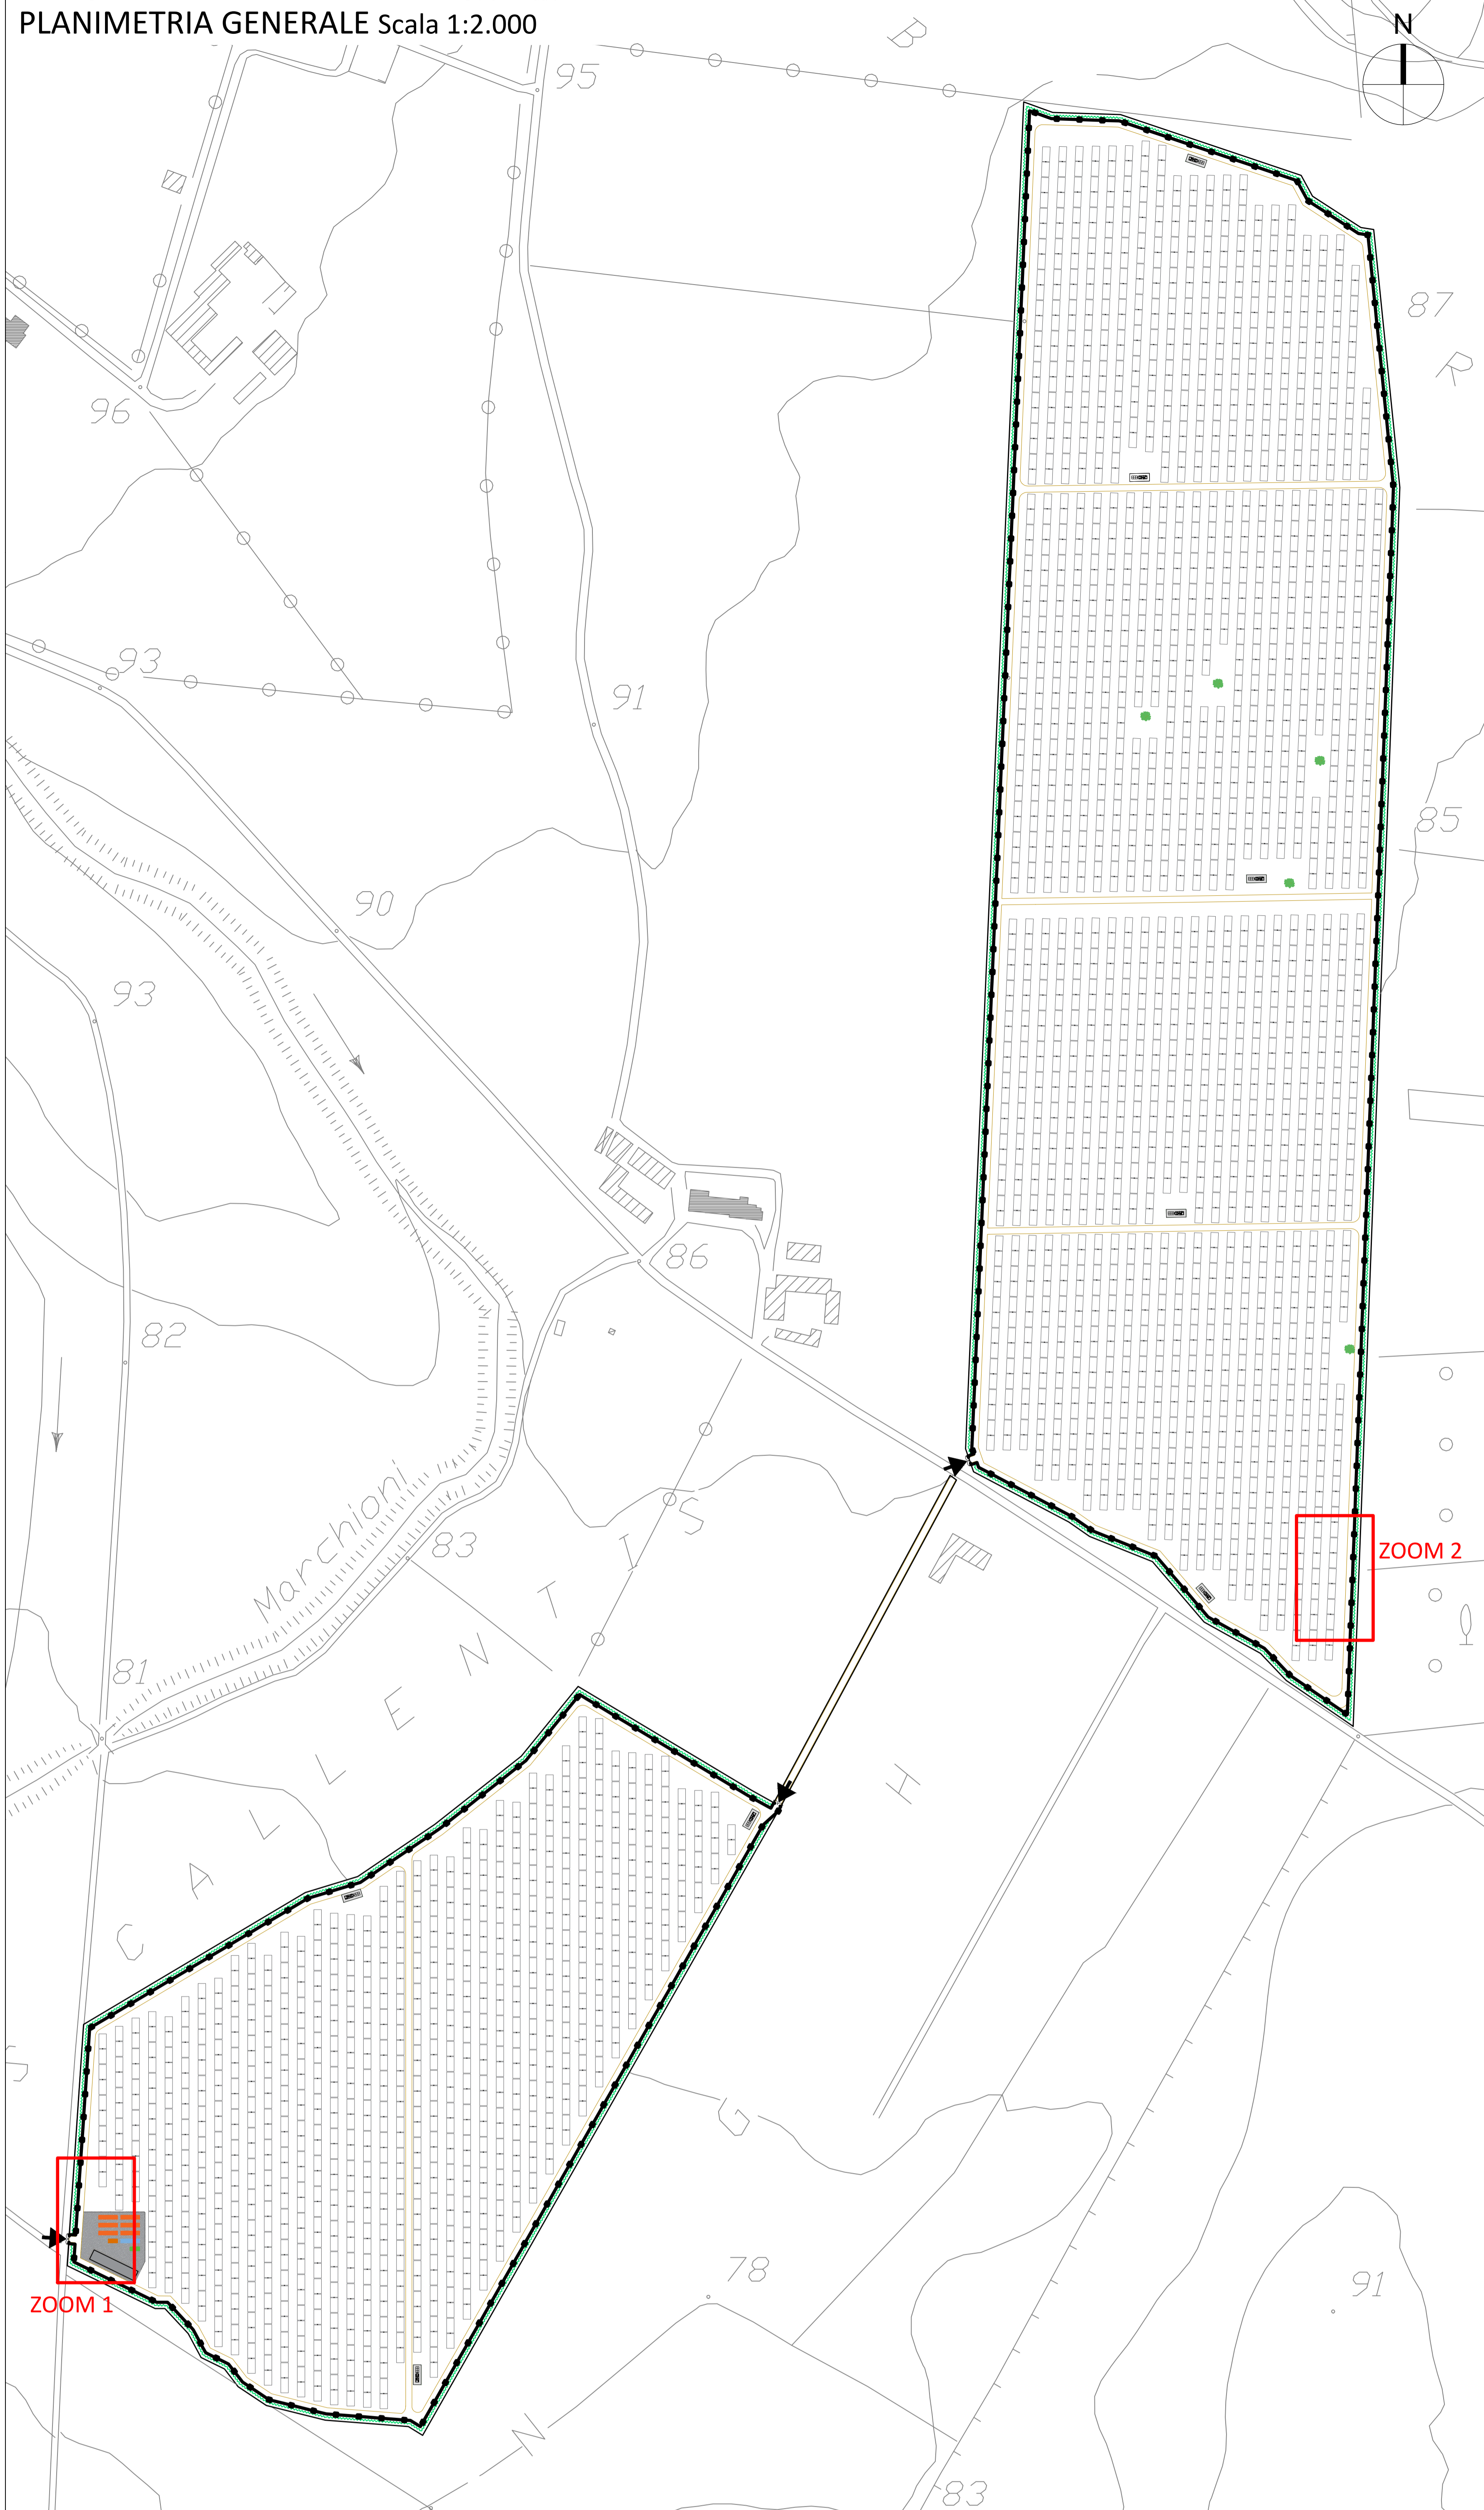 PLANIMETRIA GENERALE Scala 1:2.000
N
B
95
87
R
96
93
91
85
90
93
86
82
ZOOM 2
83
Marchioni
81
VALLENTIS
H
C
G
78
91
ZOOM 1
N
83